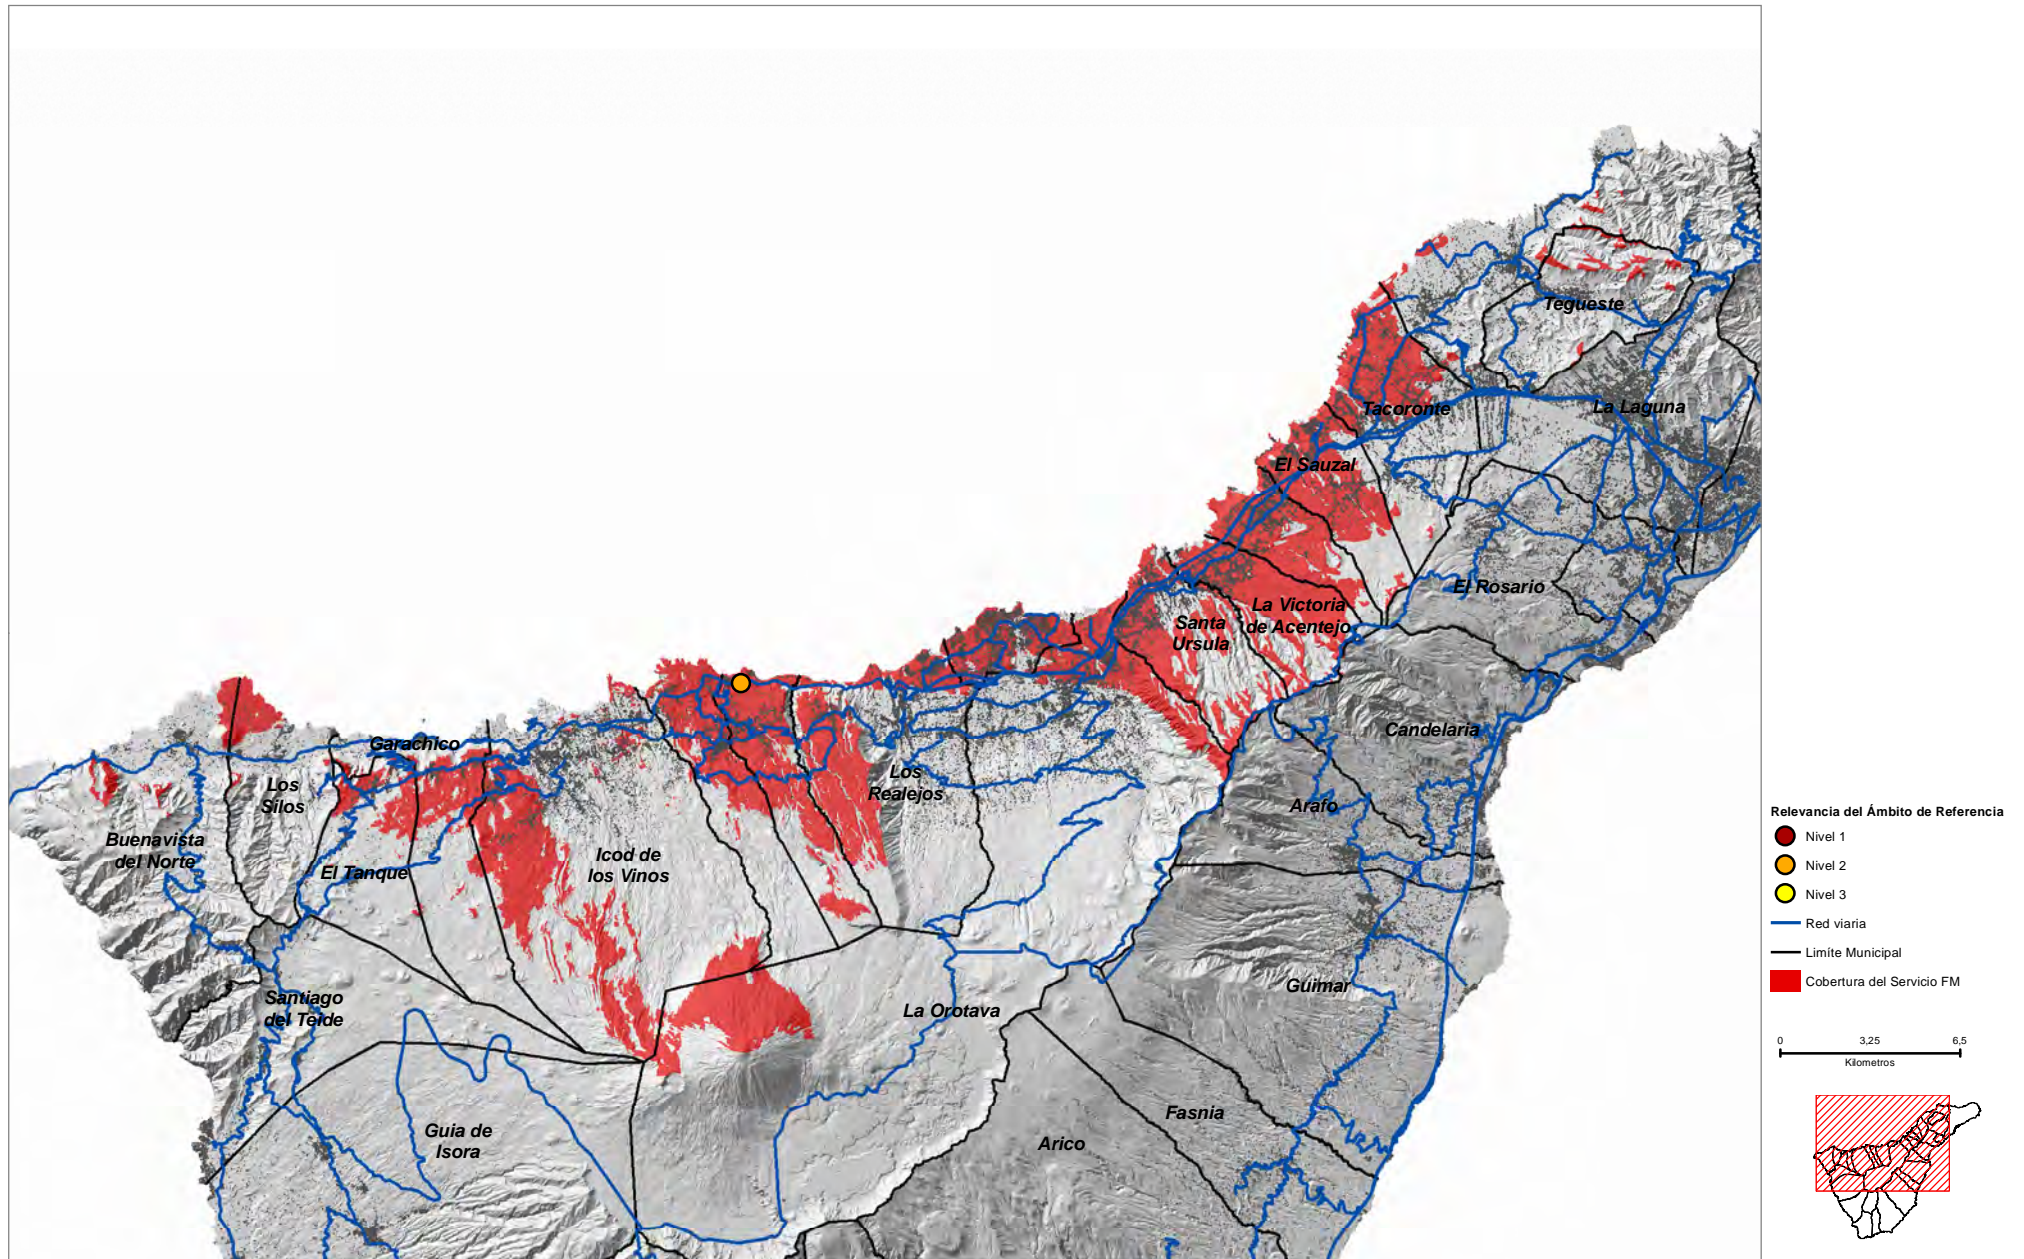 Tegueste
La Laguna
Tacoronte
El Sauzal
El Rosario
La Victoria
de Acentejo
Santa
Ursula
Candelaria
Garachico
Los
Silos
Los
Realejos
Arafo
Buenavista
del Norte
El Tanque
Icod de
los Vinos
Guimar
Santiago
del Teide
La Orotava
Guia de
Isora
Fasnia
Arico
Relevancia del Ámbito de Referencia
Nivel 1
Nivel 2
Nivel 3
Red viaria
Limíte Municipal
Cobertura del Servicio FM
0 3,25 6,5
Kilometros